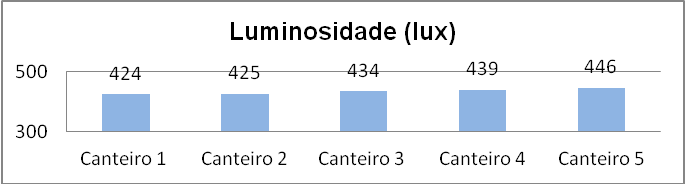 Luminosidade (lux)
500
424 425 434 439 446
300
Canteiro 1 Canteiro 2 Canteiro 3 Canteiro 4 Canteiro 5